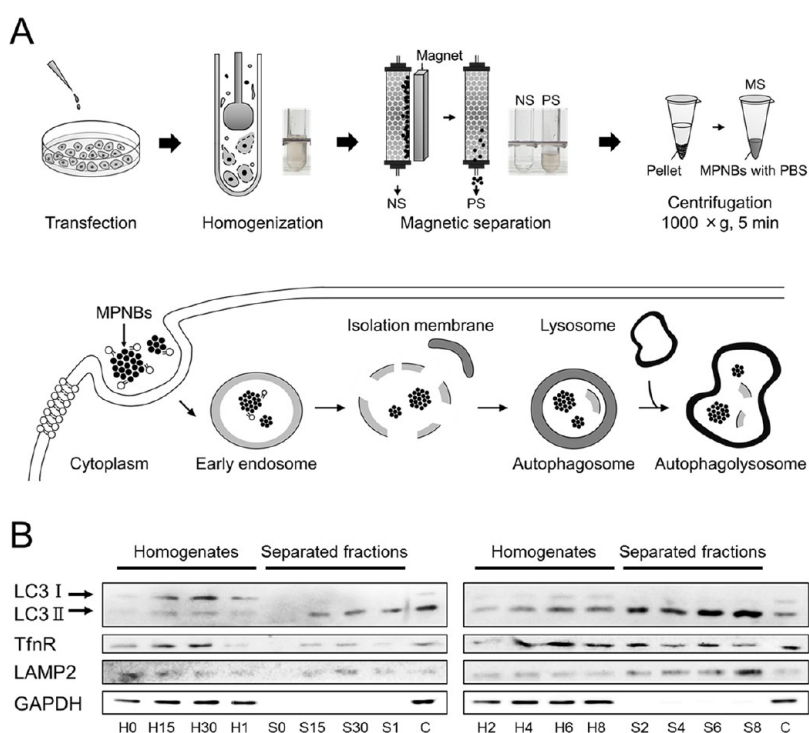 A
Magnet
NS PS
MS
Pellet
MPNBs with PBS
NS
PS
Transfection
Homogenization
Magnetic separation
Centrifugation
1000 ×g, 5 min
MPNBs
Isolation membrane
Lysosome
Cytoplasm
Early endosome
Autophagosome
Autophagolysosome
B
Homogenates Separated fractions Homogenates Separated fractions
LC3 Ⅰ
LC3 Ⅱ
TfnR
LAMP2
GAPDH
H0 H15 H30 H1 S0 S15 S30 S1 C H2 H4 H6 H8 S2 S4 S6 S8 C